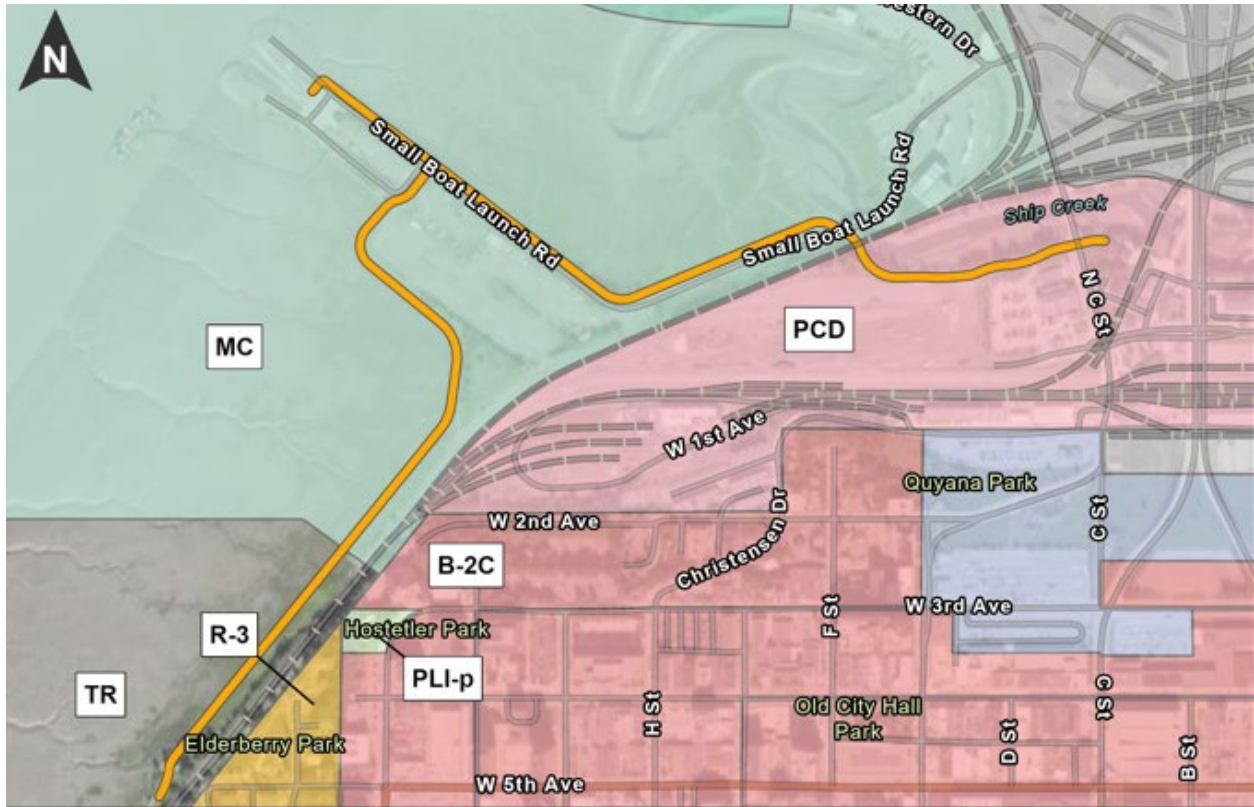 N
estern Dr
Small Boat Launch Rd
Small Boat Launch Rd
Ship Creek
N C St
MC
PCD
W 1st Ave
Quyana Park
W 2nd Ave
C St
Christensen Dr
B-2C
F St
W 3rd Ave
R-3
Hostetler Park
PLI-p
TR
H St
Old City Hall
Park
C St
Elderberry Park
D St
B St
W 5th Ave